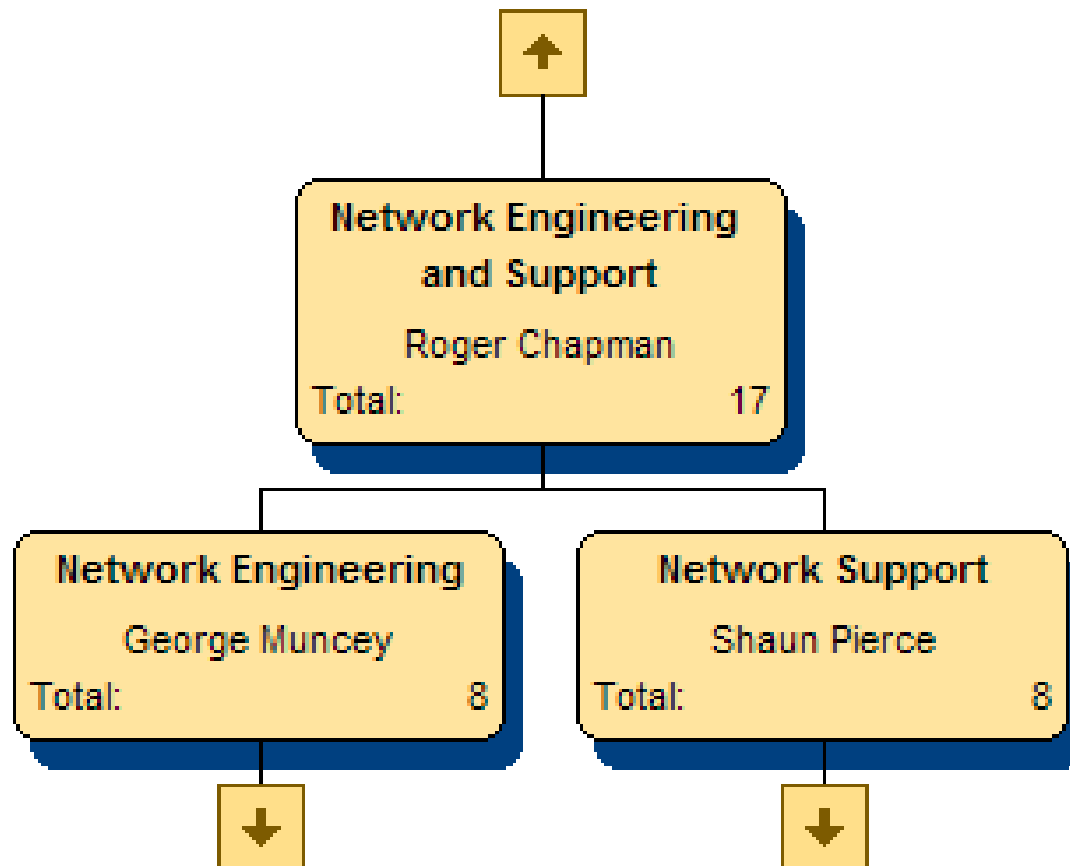 Network Engineering
and Support
Roger Chapman
Total: 17
Network Engineering
George Muncey
Total: 8
Network Support
Shaun Pierce
Total: 8